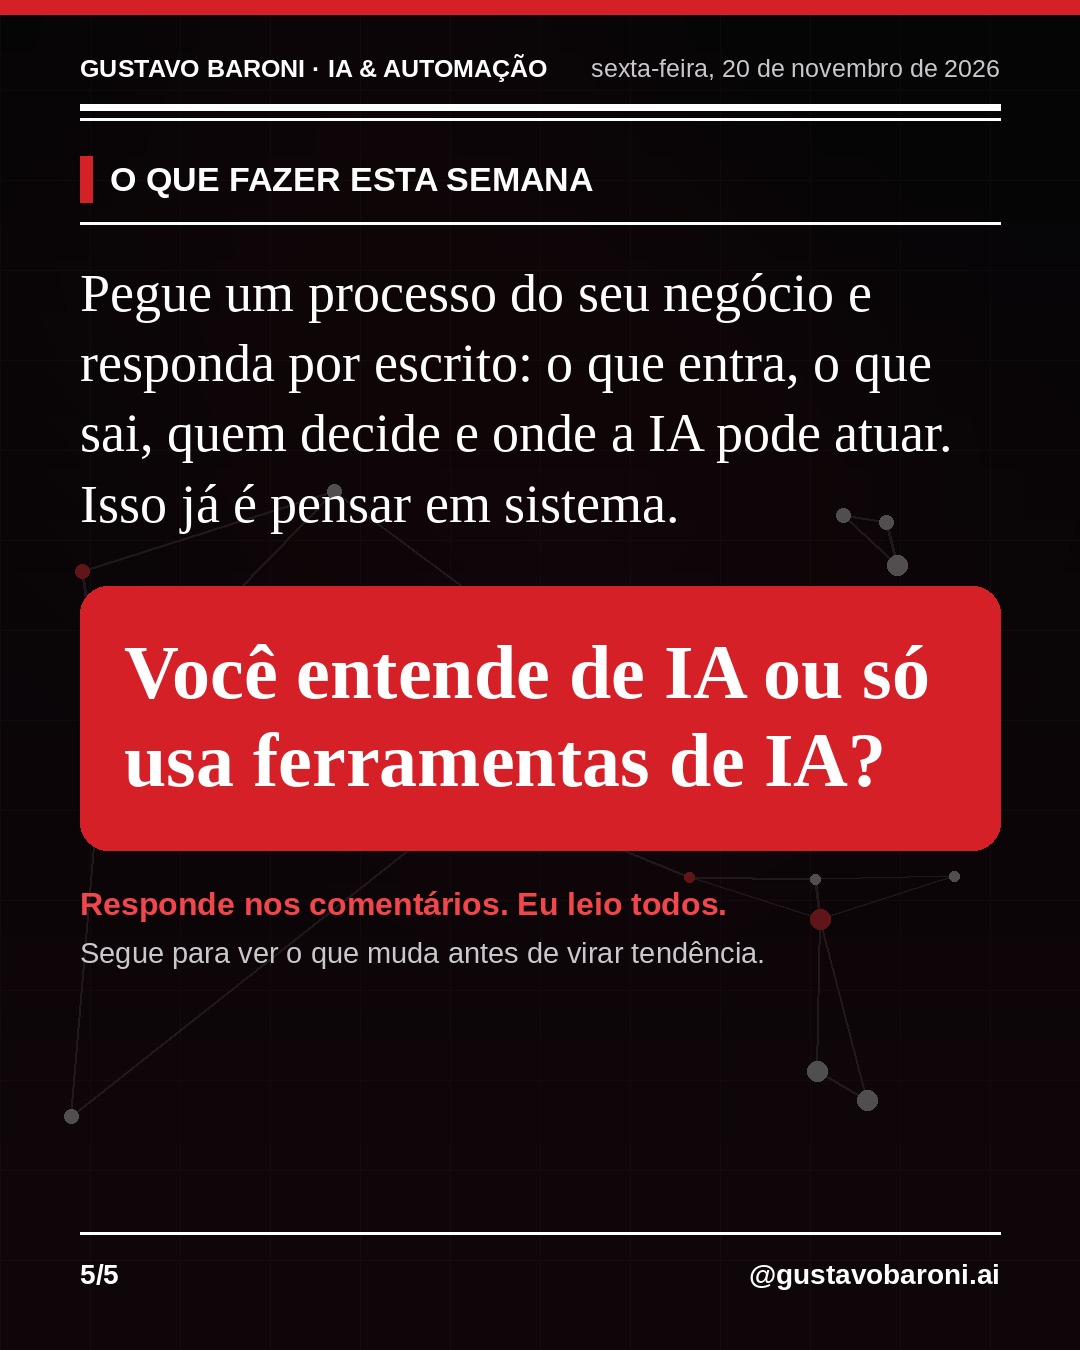 GUSTAVO BARONI · IA & AUTOMAÇÃO
sexta-feira, 20 de novembro de 2026
O QUE FAZER ESTA SEMANA
Pegue um processo do seu negócio e
responda por escrito: o que entra, o que
sai, quem decide e onde a IA pode atuar.
Isso já é pensar em sistema.
Você entende de IA ou só
usa ferramentas de IA?
Responde nos comentários. Eu leio todos.
Segue para ver o que muda antes de virar tendência.
5/5
@gustavobaroni.ai